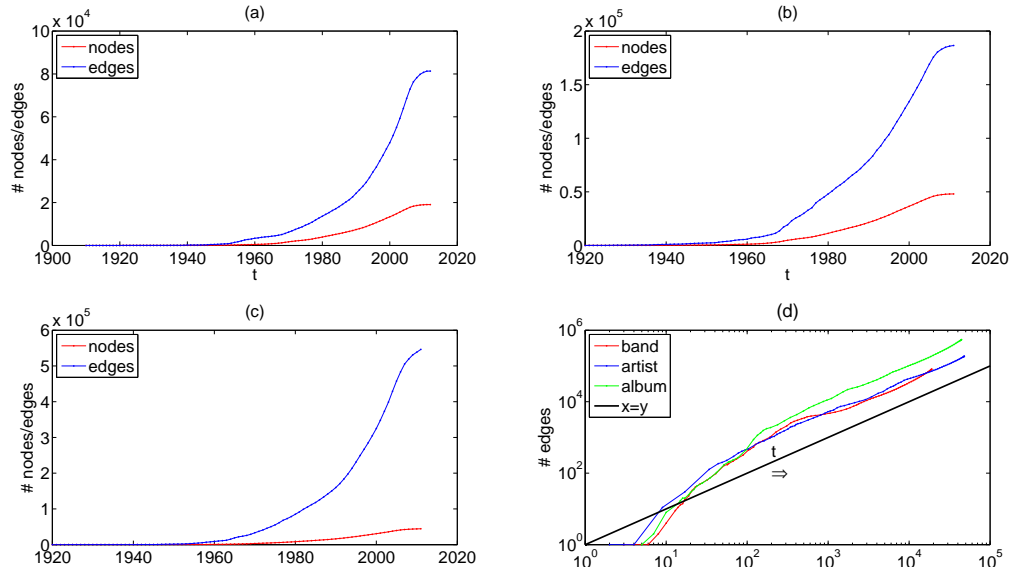 (a)
x 10^4
10
8
6
4
2
0
# nodes/edges
nodes
edges
1900 1920 1940 1960 1980 2000 2020
t
(b)
x 10^5
2
1.5
1
0.5
0
# nodes/edges
nodes
edges
1920 1940 1960 1980 2000 2020
t
(c)
x 10^5
6
5
4
3
2
1
0
# nodes/edges
nodes
edges
1920 1940 1960 1980 2000 2020
(d)
10^6
10^4
10^2
10^0
# edges
band
artist
album
x=y
t
⇒
10^0 10^1 10^2 10^3 10^4 10^5